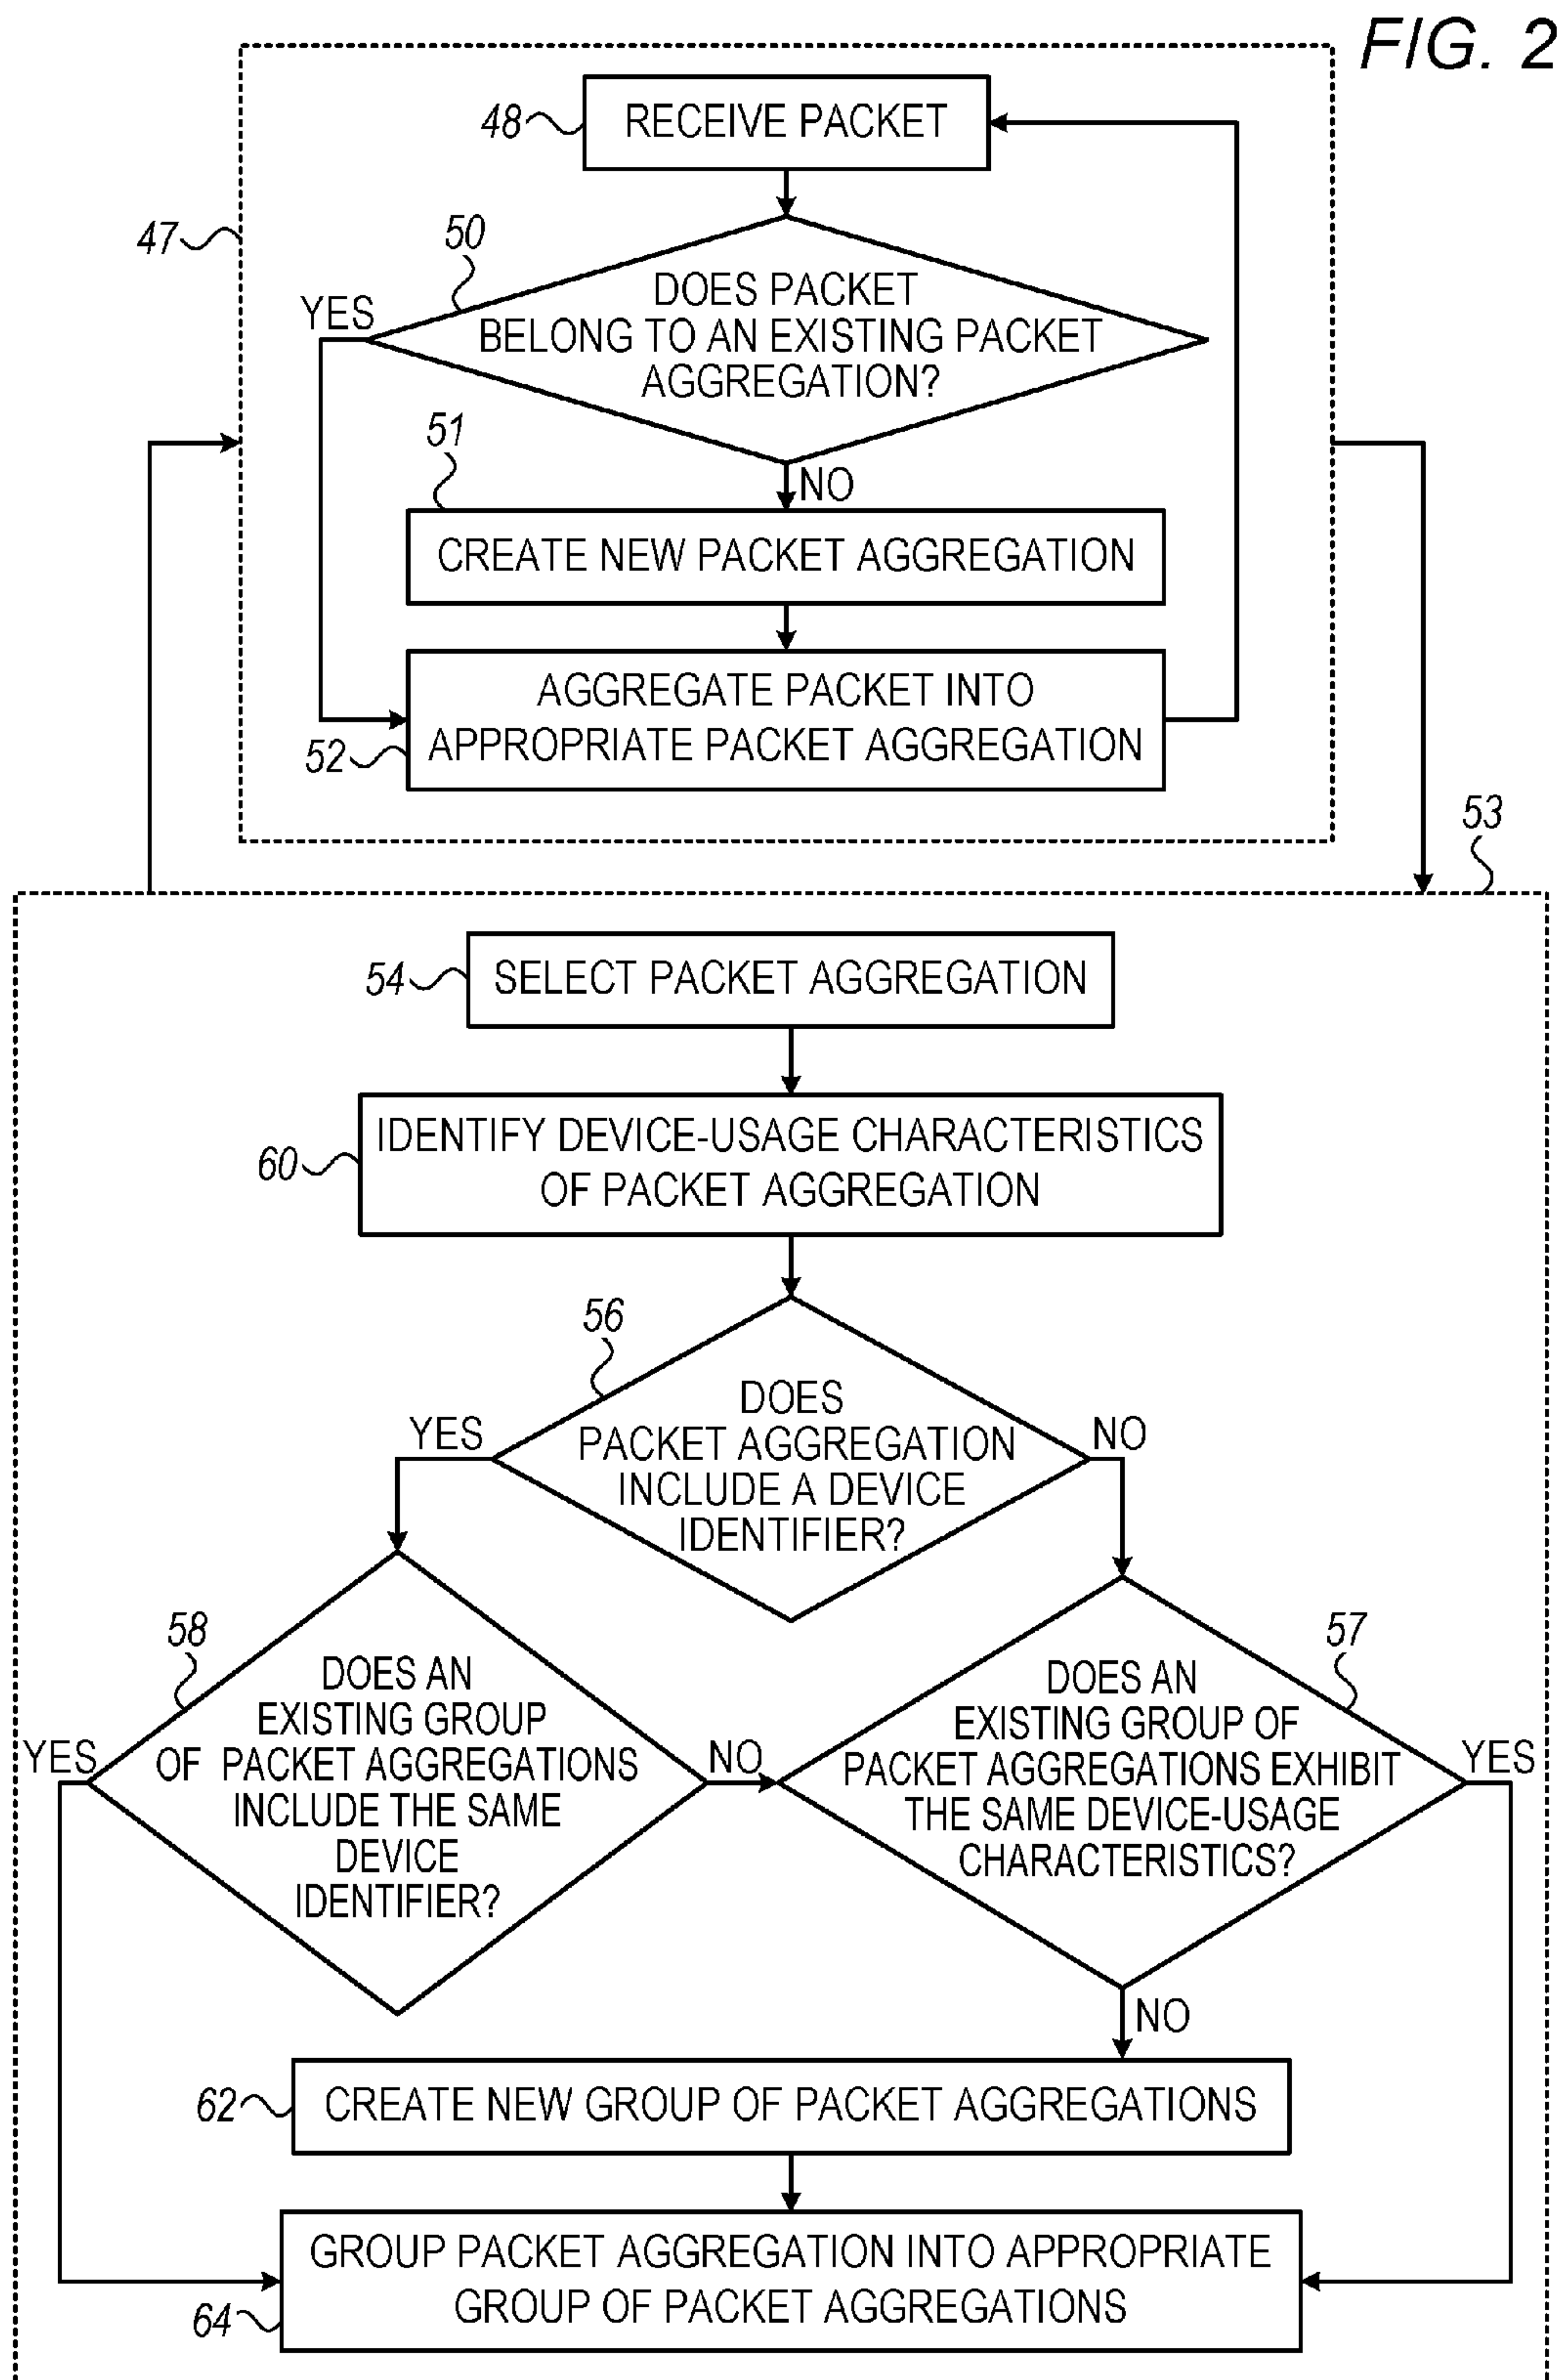 FIG. 2
48
RECEIVE PACKET
47
50
YES
DOES PACKET
BELONG TO AN EXISTING PACKET
AGGREGATION?
51
NO
CREATE NEW PACKET AGGREGATION
AGGREGATE PACKET INTO
APPROPRIATE PACKET AGGREGATION
52
53
54
SELECT PACKET AGGREGATION
IDENTIFY DEVICE-USAGE CHARACTERISTICS
OF PACKET AGGREGATION
60
56
DOES
PACKET AGGREGATION
INCLUDE A DEVICE
IDENTIFIER?
YES
NO
58
DOES AN
EXISTING GROUP
OF PACKET AGGREGATIONS
INCLUDE THE SAME
DEVICE
IDENTIFIER?
YES
NO
57
DOES AN
EXISTING GROUP OF
PACKET AGGREGATIONS EXHIBIT
THE SAME DEVICE-USAGE
CHARACTERISTICS?
YES
NO
62
CREATE NEW GROUP OF PACKET AGGREGATIONS
GROUP PACKET AGGREGATION INTO APPROPRIATE
GROUP OF PACKET AGGREGATIONS
64